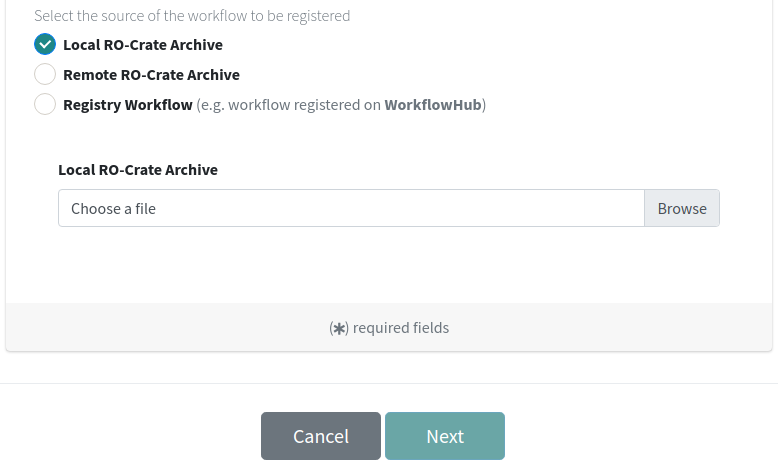 Select the source of the workflow to be registered
Local RO-Crate Archive
Remote RO-Crate Archive
Registry Workflow (e.g. workflow registered on WorkflowHub)
Local RO-Crate Archive
Choose a file Browse
(✱) required fields
Cancel Next